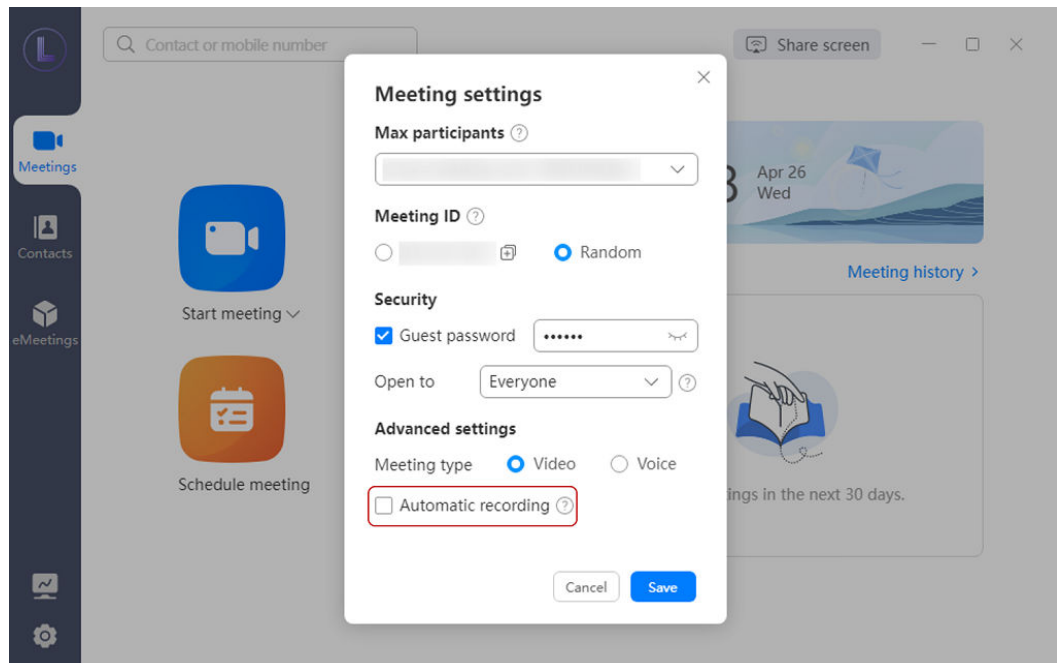 L
Contact or mobile number
Share screen
Meetings
Contacts
eMeetings
Start meeting
Schedule meeting
Meeting settings
Max participants
Meeting ID
Random
Security
Guest password ••••••
Open to Everyone
Advanced settings
Meeting type Video Voice
Automatic recording
Cancel Save
Apr 26
Wed
Meeting history >
in the next 30 days.